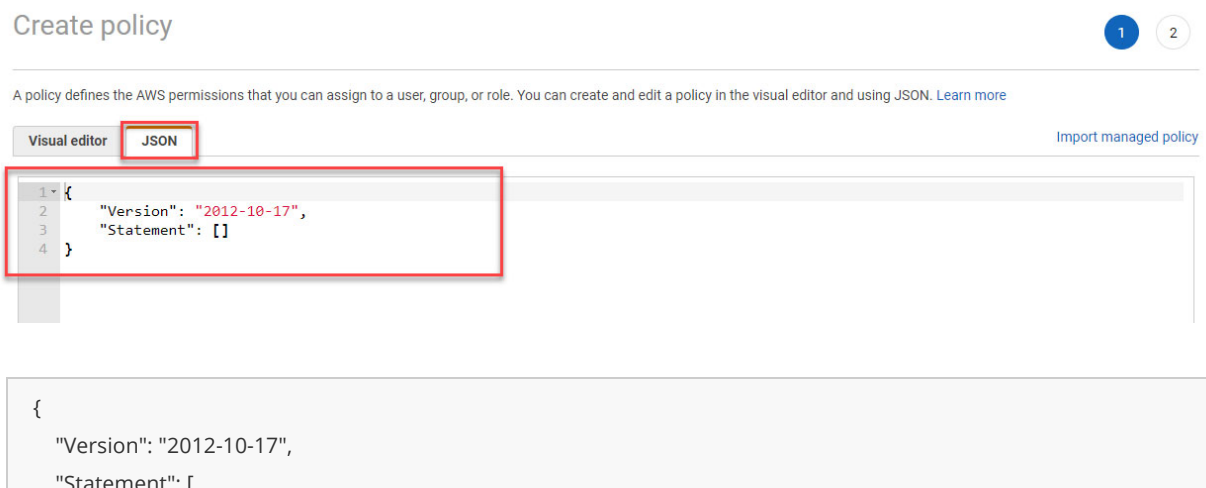 Create policy
1 2
A policy defines the AWS permissions that you can assign to a user, group, or role. You can create and edit a policy in the visual editor and using JSON. Learn more
Visual editor JSON Import managed policy
1 {
2 "Version": "2012-10-17",
3 "Statement": []
4 }
{
"Version": "2012-10-17",
"Statement": [